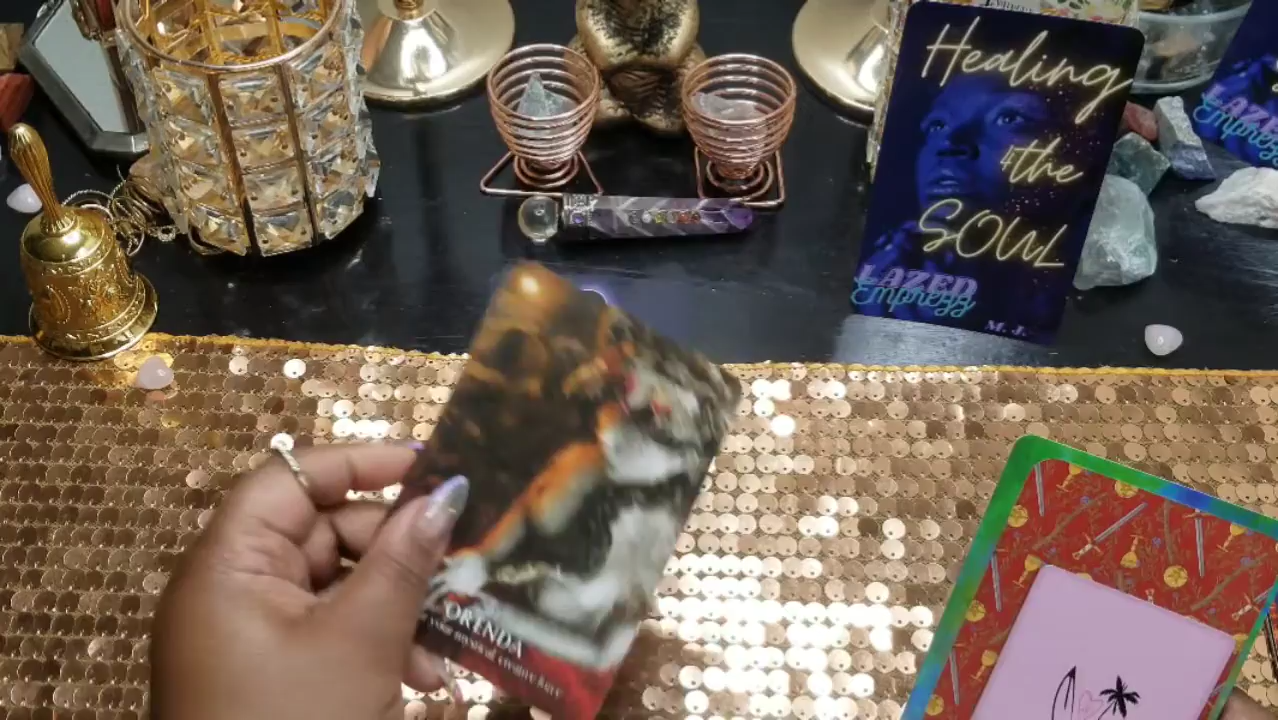 Healing
4the
SOUL
LAZED
Emprezz
M. J.
LAZED
Emprezz
ORENDA